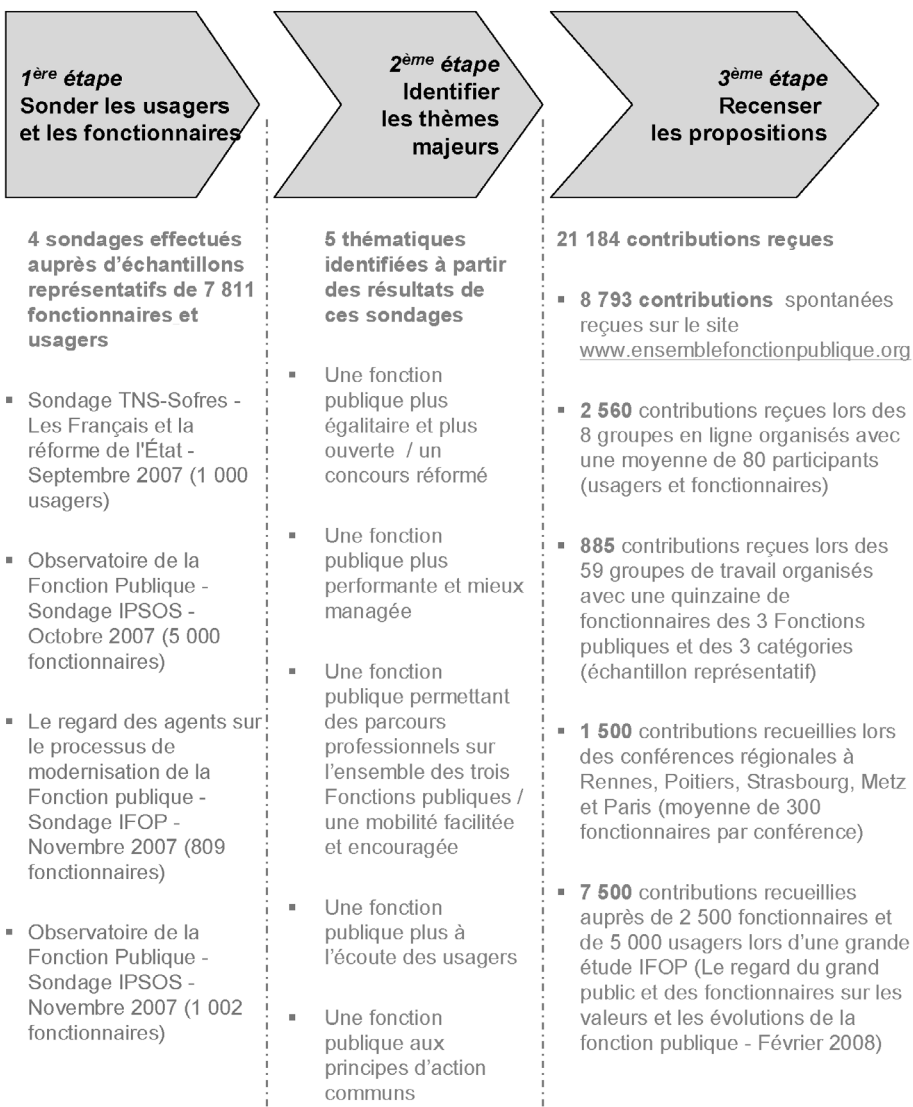 1ère étape
Sonder les usagers
et les fonctionnaires
2ème étape
Identifier
les thèmes
majeurs
3ème étape
Recenser
les propositions
4 sondages effectués
auprès d'échantillons
représentatifs de 7 811
fonctionnaires et
usagers
▪ Sondage TNS-Sofres -
Les Français et la
réforme de l'État -
Septembre 2007 (1 000
usagers)
▪ Observatoire de la
Fonction Publique -
Sondage IPSOS -
Octobre 2007 (5 000
fonctionnaires)
▪ Le regard des agents sur
le processus de
modernisation de la
Fonction publique -
Sondage IFOP -
Novembre 2007 (809
fonctionnaires)
▪ Observatoire de la
Fonction Publique -
Sondage IPSOS -
Novembre 2007 (1 002
fonctionnaires)
5 thématiques
identifiées à partir
des résultats de
ces sondages
▪ Une fonction
publique plus
égalitaire et plus
ouverte / un
concours réformé
▪ Une fonction
publique plus
performante et mieux
managée
▪ Une fonction
publique permettant
des parcours
professionnels sur
l'ensemble des trois
Fonctions publiques /
une mobilité facilitée
et encouragée
▪ Une fonction
publique plus à
l'écoute des usagers
▪ Une fonction
publique aux
principes d'action
communs
21 184 contributions reçues
▪ 8 793 contributions spontanées
reçues sur le site
www.ensemblefonctionpublique.org
▪ 2 560 contributions reçues lors des
8 groupes en ligne organisés avec
une moyenne de 80 participants
(usagers et fonctionnaires)
▪ 885 contributions reçues lors des
59 groupes de travail organisés
avec une quinzaine de
fonctionnaires des 3 Fonctions
publiques et des 3 catégories
(échantillon représentatif)
▪ 1 500 contributions recueillies lors
des conférences régionales à
Rennes, Poitiers, Strasbourg, Metz
et Paris (moyenne de 300
fonctionnaires par conférence)
▪ 7 500 contributions recueillies
auprès de 2 500 fonctionnaires et
de 5 000 usagers lors d'une grande
étude IFOP (Le regard du grand
public et des fonctionnaires sur les
valeurs et les évolutions de la
fonction publique - Février 2008)